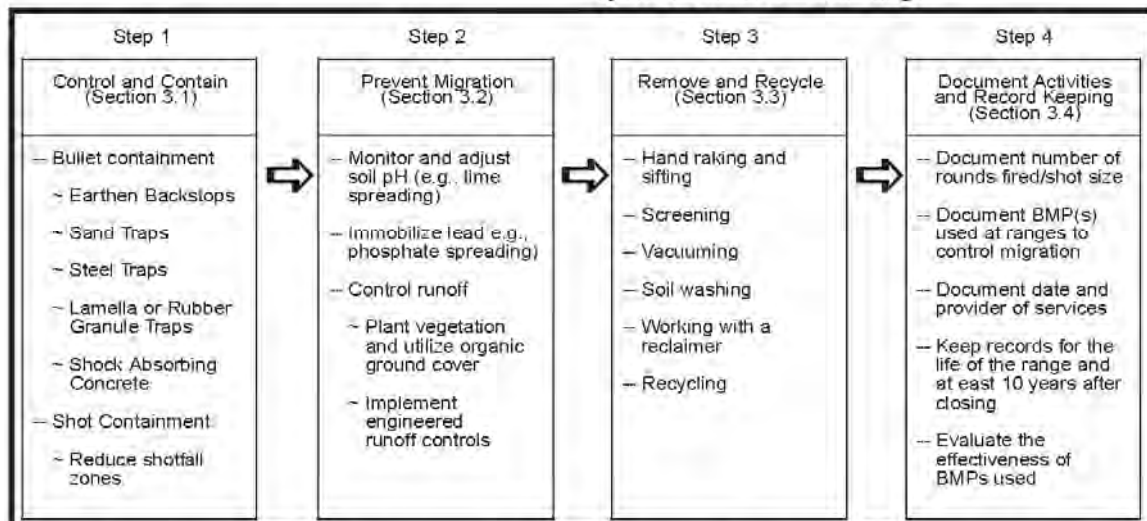 Step 1
Control and Contain
(Section 3.1)
-- Bullet containment
~ Earthen Backstops
~ Sand Traps
~ Steel Traps
~ Lamella or Rubber
Granule Traps
~ Shock Absorbing
Concrete
-- Shot Containment
~ Reduce shotfall
zones
Step 2
Prevent Migration
(Section 3.2)
-- Monitor and adjust
soil pH (e.g., lime
spreading)
-- Immobilize lead e.g.,
phosphate spreading)
-- Control runoff
~ Plant vegetation
and utilize organic
ground cover
~ Implement
engineered
runoff controls
Step 3
Remove and Recycle
(Section 3.3)
-- Hand raking and
sifting
-- Screening
-- Vacuuming
-- Soil washing
-- Working with a
reclaimer
-- Recycling
Step 4
Document Activities
and Record Keeping
(Section 3.4)
-- Document number of
rounds fired/shot size
-- Document BMP(s)
used at ranges to
control migration
-- Document date and
provider of services
-- Keep records for the
life of the range and
at east 10 years after
closing
-- Evaluate the
effectiveness of
BMPs used